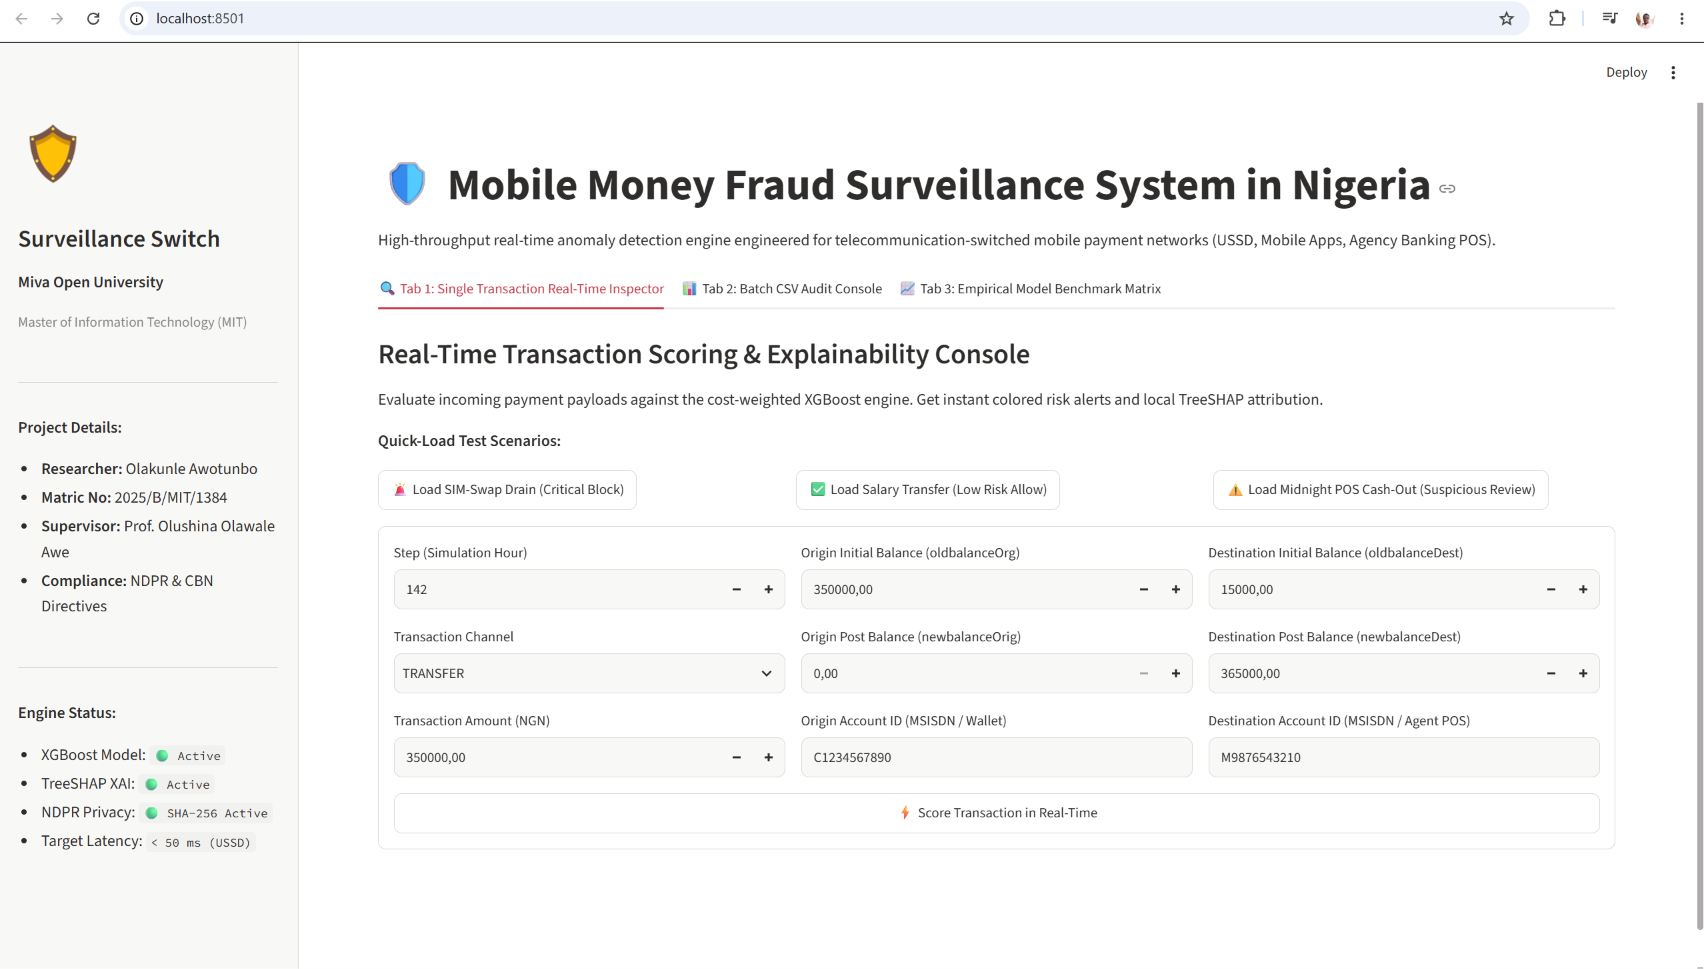 localhost:8501
Deploy
Surveillance Switch
Miva Open University
Master of Information Technology (MIT)
Project Details:
Researcher: Olakunle Awotunbo
Matric No: 2025/B/MIT/1384
Supervisor: Prof. Olushina Olawale
Awe
Compliance: NDPR & CBN
Directives
Engine Status:
XGBoost Model: Active
TreeSHAP XAI: Active
NDPR Privacy: SHA-256 Active
Target Latency: < 50 ms (USSD)
Mobile Money Fraud Surveillance System in Nigeria
High-throughput real-time anomaly detection engine engineered for telecommunication-switched mobile payment networks (USSD, Mobile Apps, Agency Banking POS).
Tab 1: Single Transaction Real-Time Inspector Tab 2: Batch CSV Audit Console Tab 3: Empirical Model Benchmark Matrix
Real-Time Transaction Scoring & Explainability Console
Evaluate incoming payment payloads against the cost-weighted XGBoost engine. Get instant colored risk alerts and local TreeSHAP attribution.
Quick-Load Test Scenarios:
Load SIM-Swap Drain (Critical Block) Load Salary Transfer (Low Risk Allow) Load Midnight POS Cash-Out (Suspicious Review)
Step (Simulation Hour) Origin Initial Balance (oldbalanceOrg) Destination Initial Balance (oldbalanceDest)
142 350000,00 15000,00
Transaction Channel Origin Post Balance (newbalanceOrig) Destination Post Balance (newbalanceDest)
TRANSFER 0,00 365000,00
Transaction Amount (NGN) Origin Account ID (MSISDN / Wallet) Destination Account ID (MSISDN / Agent POS)
350000,00 C1234567890 M9876543210
Score Transaction in Real-Time